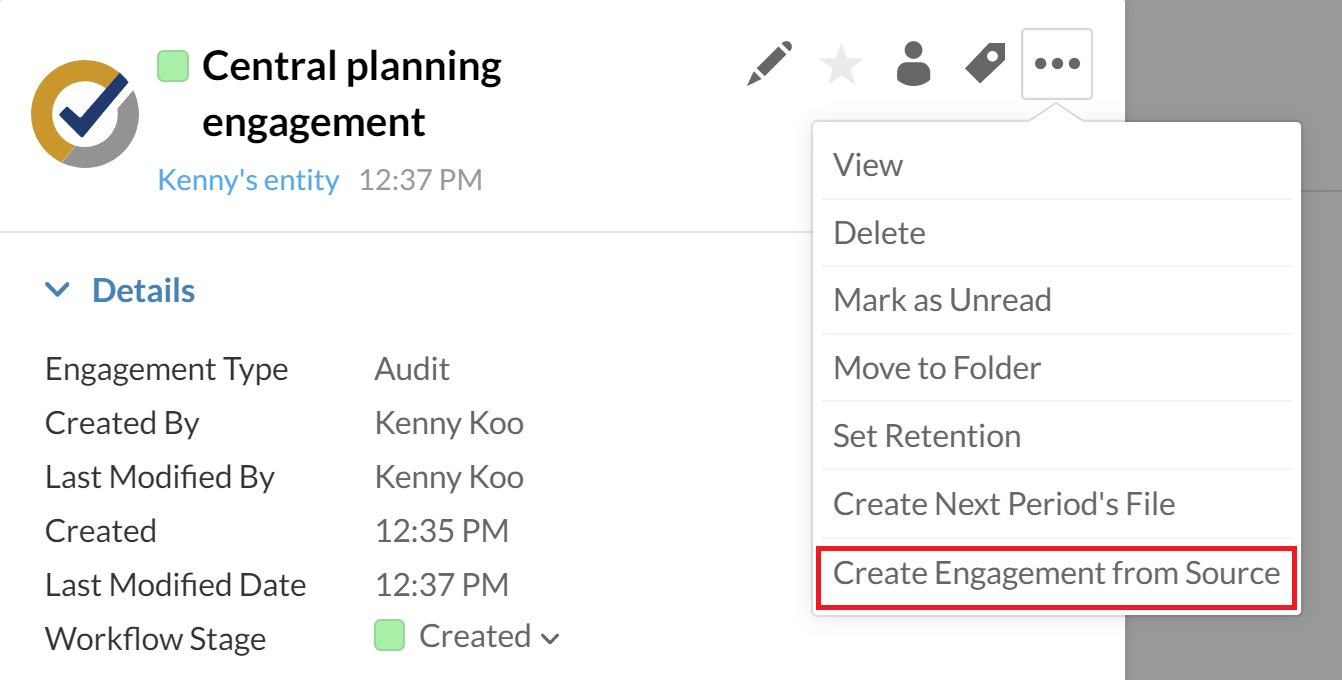 Central planning
engagement
Kenny's entity 12:37 PM
Details
Engagement Type Audit
Created By Kenny Koo
Last Modified By Kenny Koo
Created 12:35 PM
Last Modified Date 12:37 PM
Workflow Stage Created
View
Delete
Mark as Unread
Move to Folder
Set Retention
Create Next Period's File
Create Engagement from Source